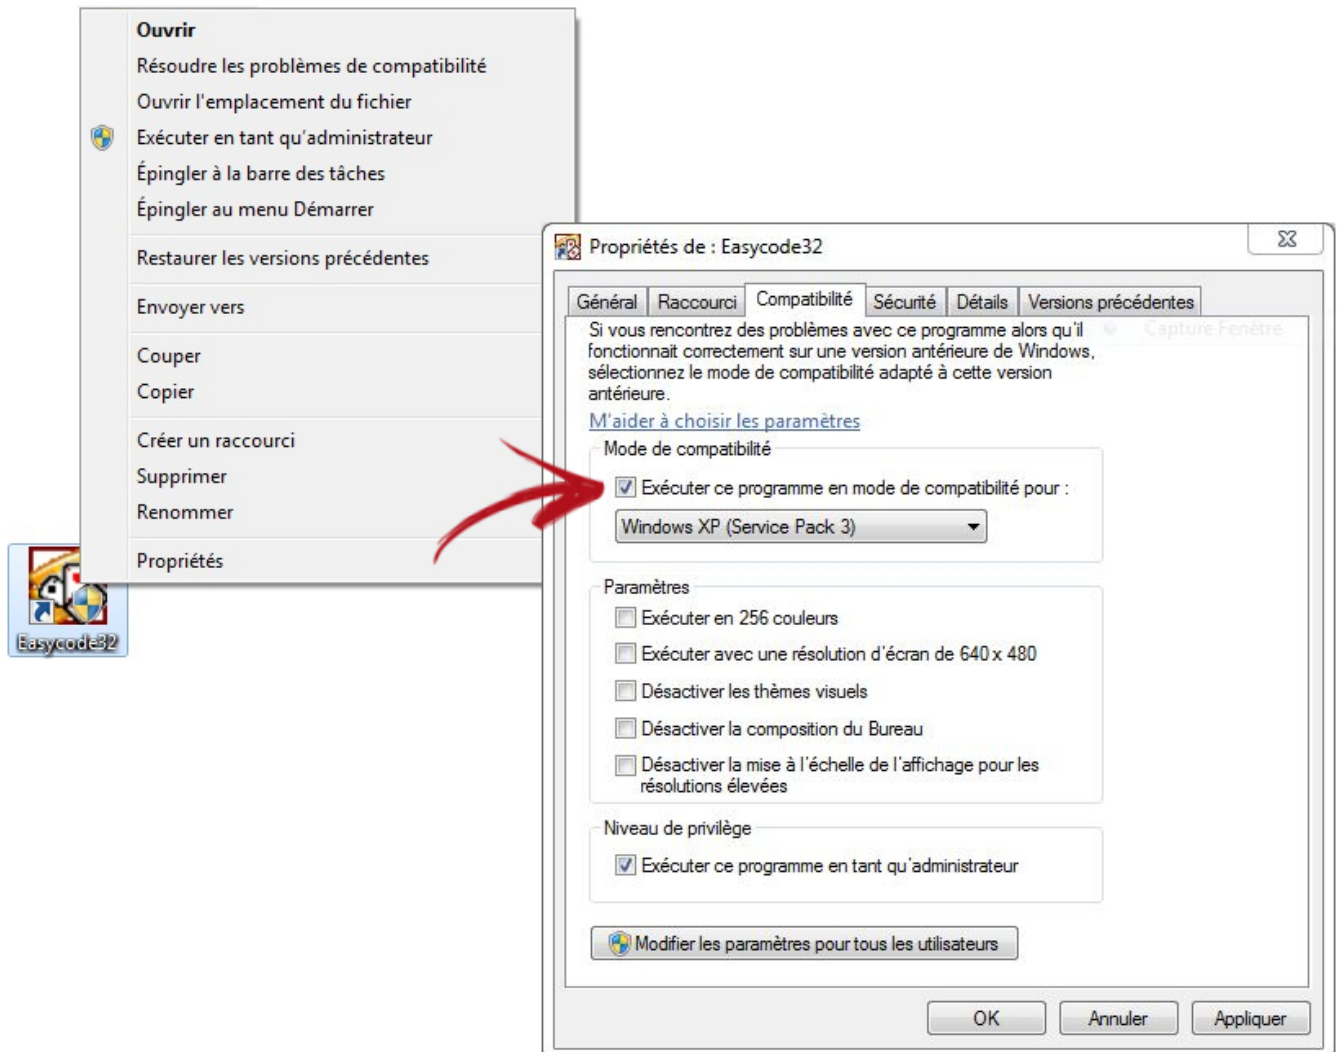 Ouvrir
Résoudre les problèmes de compatibilité
Ouvrir l'emplacement du fichier
Exécuter en tant qu'administrateur
Épingler à la barre des tâches
Épingler au menu Démarrer
Restaurer les versions précédentes
Envoyer vers
Couper
Copier
Créer un raccourci
Supprimer
Renommer
Propriétés
Easycode32
Propriétés de : Easycode32
Général Raccourci Compatibilité Sécurité Détails Versions précédentes
Si vous rencontrez des problèmes avec ce programme alors qu'il
fonctionnait correctement sur une version antérieure de Windows,
sélectionnez le mode de compatibilité adapté à cette version
antérieure.
Capture Fenêtre
M'aider à choisir les paramètres
Mode de compatibilité
Exécuter ce programme en mode de compatibilité pour :
Windows XP (Service Pack 3)
Paramètres
Exécuter en 256 couleurs
Exécuter avec une résolution d'écran de 640 x 480
Désactiver les thèmes visuels
Désactiver la composition du Bureau
Désactiver la mise à l'échelle de l'affichage pour les
résolutions élevées
Niveau de privilège
Exécuter ce programme en tant qu'administrateur
Modifier les paramètres pour tous les utilisateurs
OK Annuler Appliquer